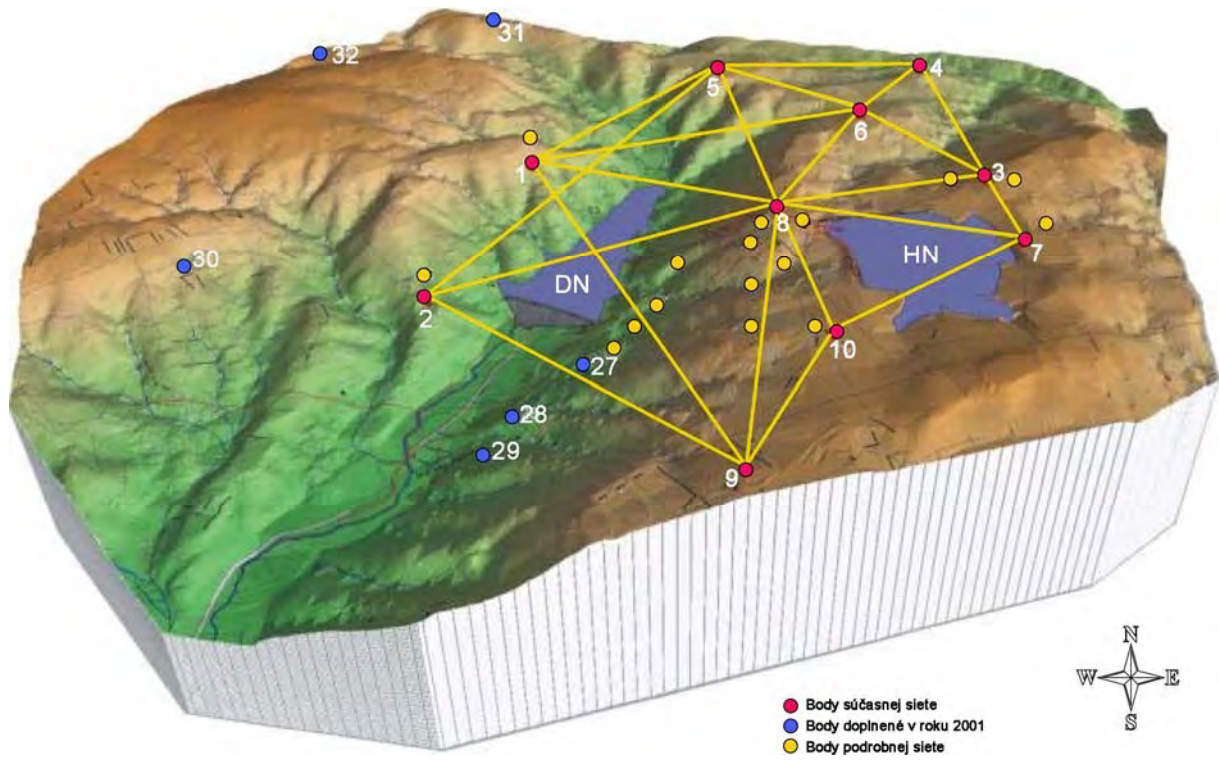 31
32
5
4
6
1
3
8
7
30
HN
DN
2
10
27
28
29
9
N
W E
S
Body súčasnej siete
Body doplnené v roku 2001
Body podrobnej siete